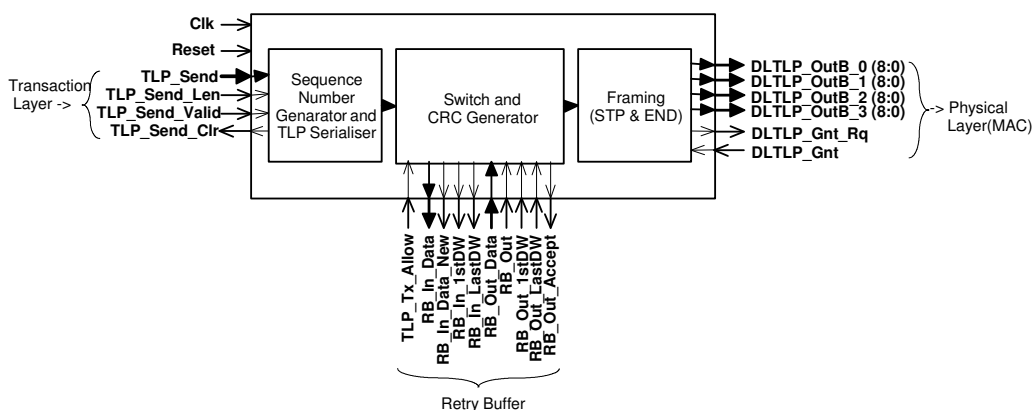 Clk
Reset
TLP_Send
TLP_Send_Len
TLP_Send_Valid
TLP_Send_Clr
Transaction
Layer ->
Sequence
Number
Genarator and
TLP Serialiser
Switch and
CRC Generator
Framing
(STP & END)
DLTLP_OutB_0 (8:0)
DLTLP_OutB_1 (8:0)
DLTLP_OutB_2 (8:0)
DLTLP_OutB_3 (8:0)
DLTLP_Gnt_Rq
DLTLP_Gnt
-> Physical
Layer(MAC)
TLP_Tx_Allow
RB_In_Data
RB_In_Data_New
RB_In_1stDW
RB_In_LastDW
RB_Out_Data
RB_Out
RB_Out_1stDW
RB_Out_LastDW
RB_Out_Accept
Retry Buffer